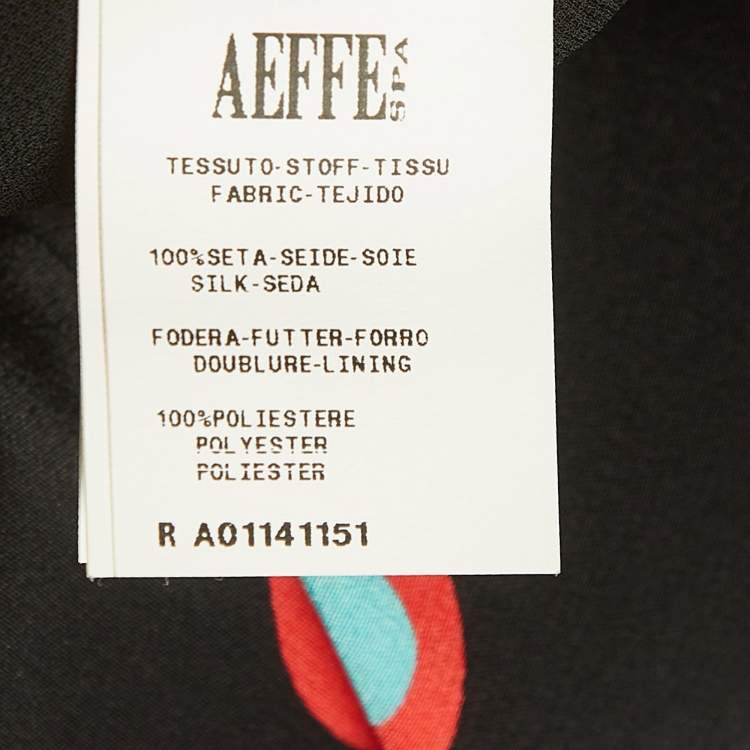 AEFFE SPA
TESSUTO-STOFF-TISSU
FABRIC-TEJIDO
100%SETA-SEIDE-SOIE
SILK-SEDA
FODERA-FUTTER-FORRO
DOUBLURE-LINING
100%POLIESTERE
POLYESTER
POLIESTER
R A01141151